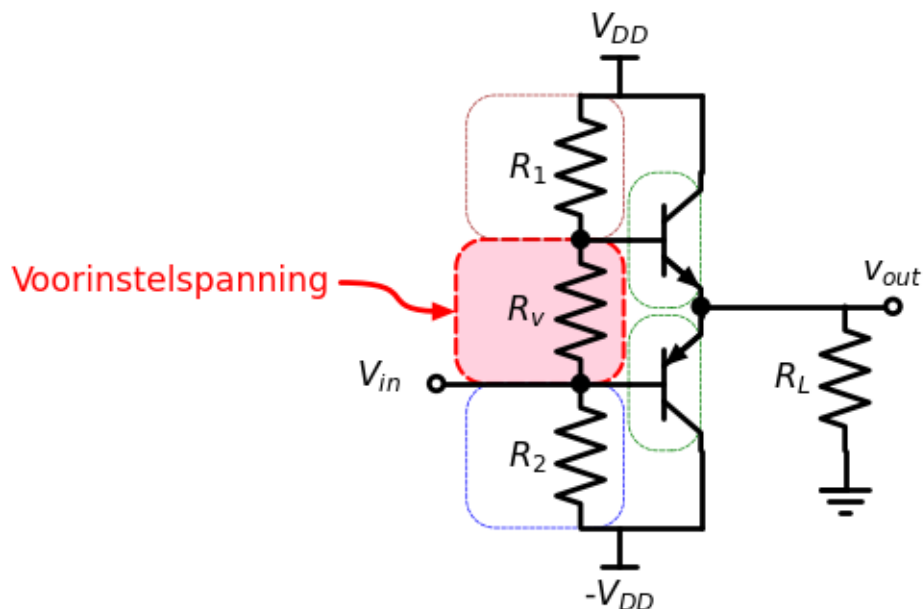 V_DD
R_1
Voorinstelspanning
R_v
v_out
V_in
R_L
R_2
-V_DD